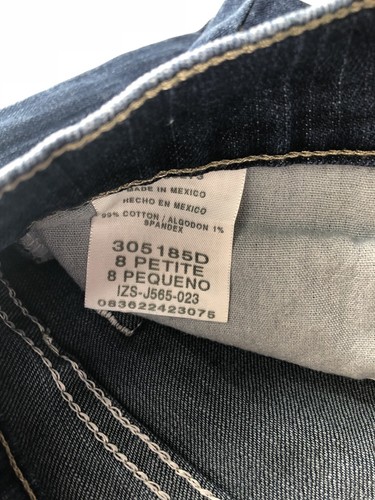 MADE IN MEXICO
HECHO EN MEXICO
99% COTTON / ALGODON 1%
SPANDEX
305185D
8 PETITE
8 PEQUENO
IZS-J565-023
083622423075